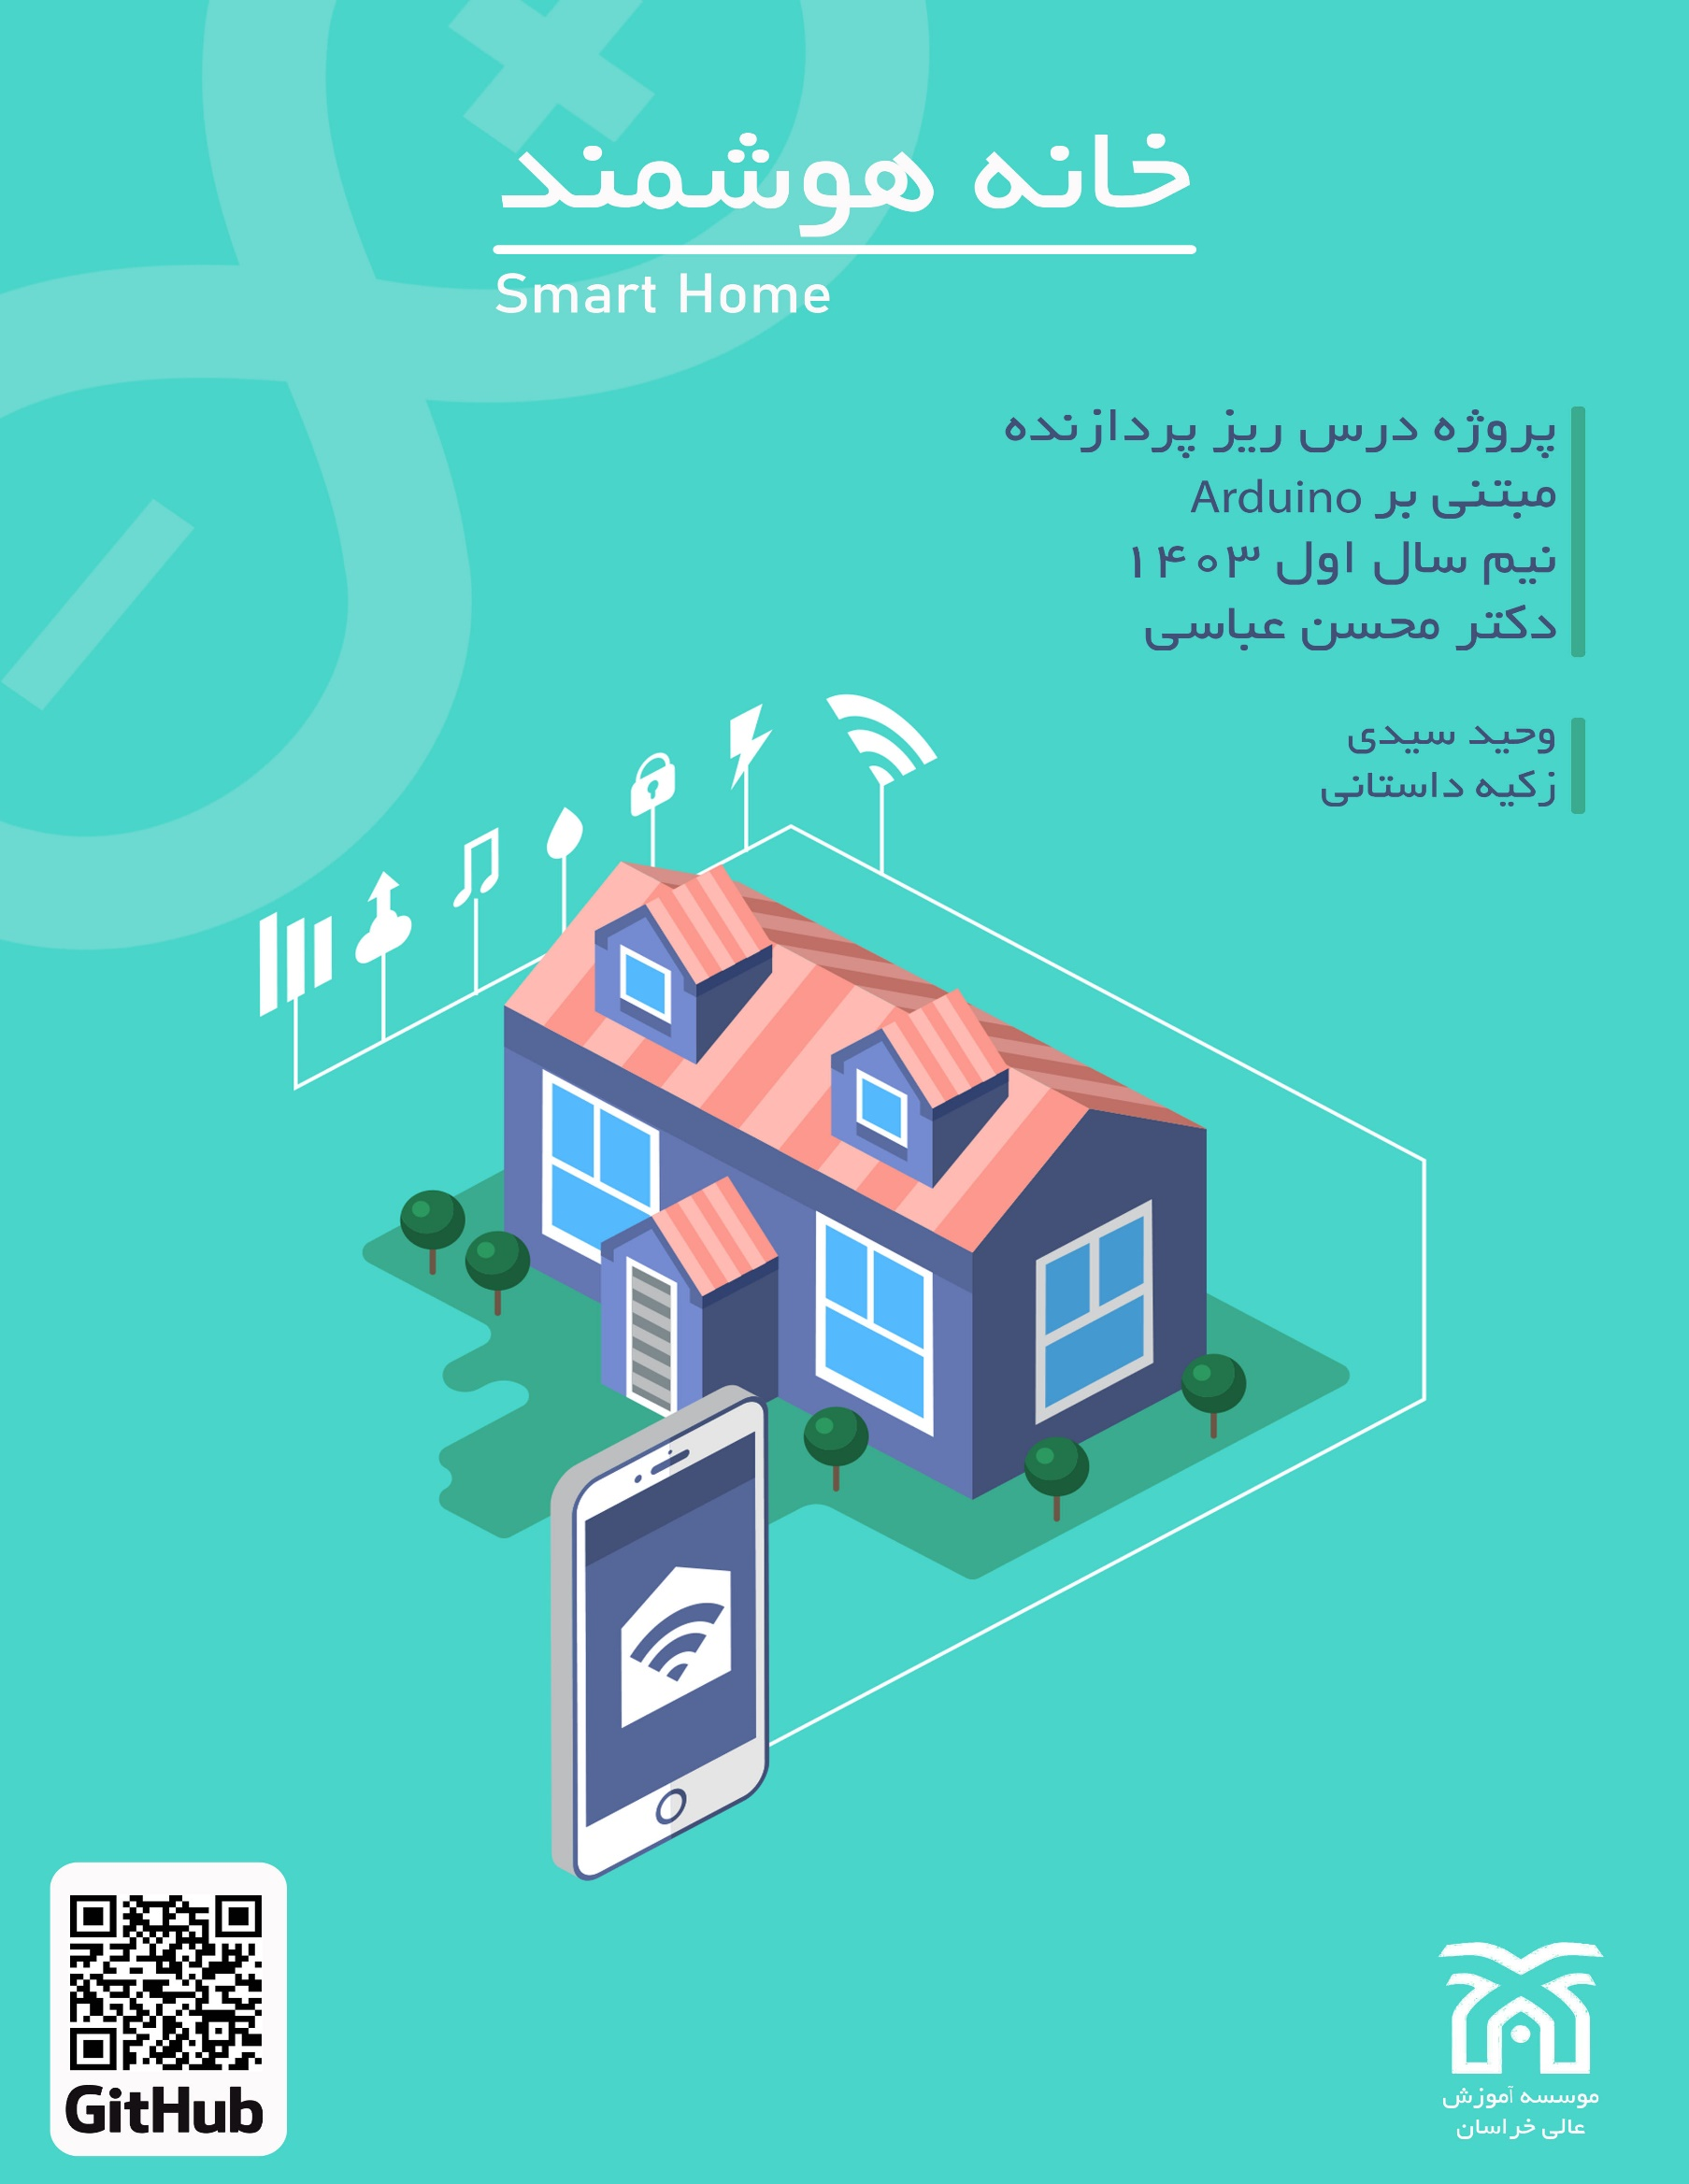 خانه هوشمند
Smart Home
پروژه درس ریز پردازنده
مبتنی بر Arduino
نیم سال اول ۱۴۰۳
دکتر محسن عباسی
وحید سیدی
زکیه داستانی
GitHub
موسسه آموزش
عالی خراسان